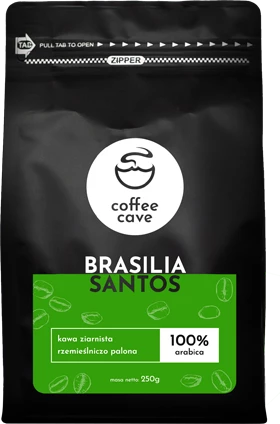 TAB PULL TAB TO OPEN
ZIPPER
coffee
cave
BRASILIA
SANTOS
kawa ziarnista
rzemieślniczo palona
100%
arabica
masa netto: 250g